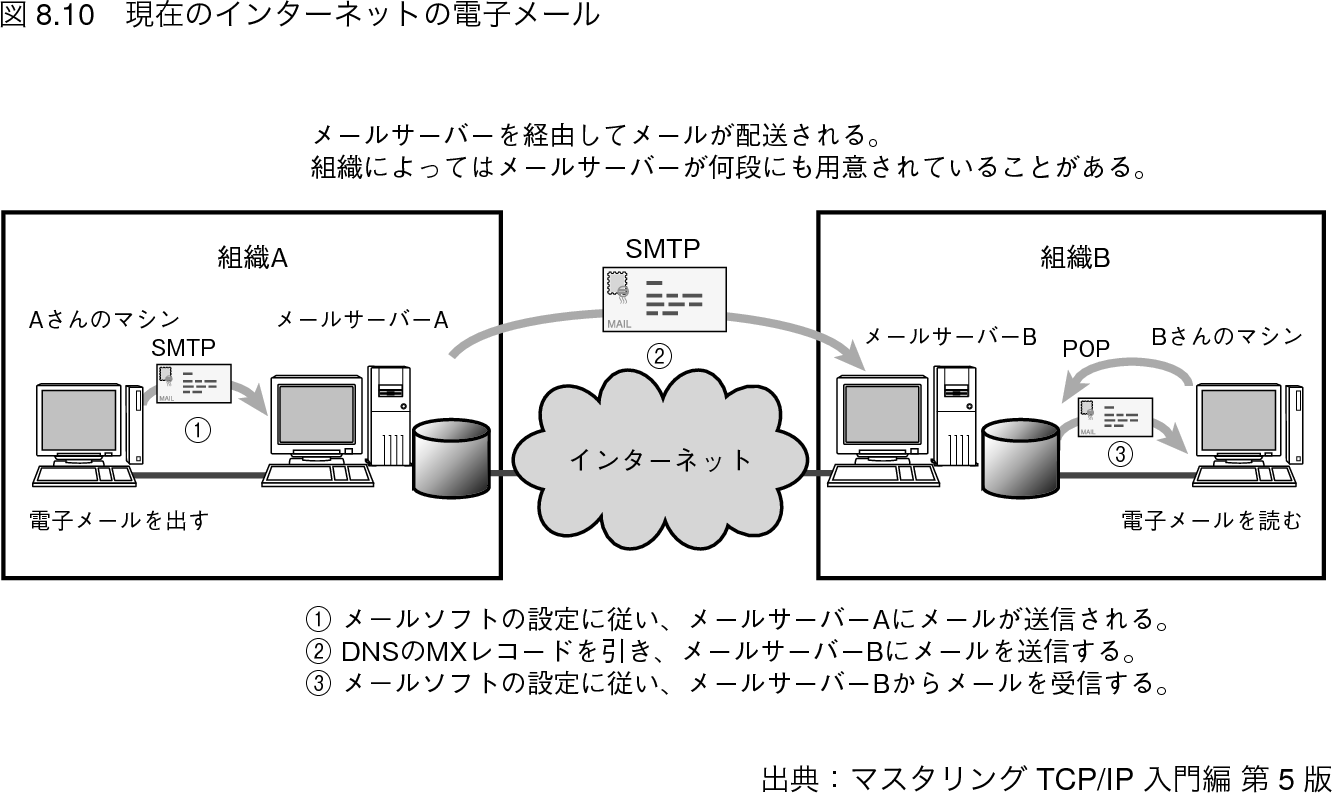 図 8.10　現在のインターネットの電子メール
メールサーバーを経由してメールが配送される。
組織によってはメールサーバーが何段にも用意されていることがある。
組織A
SMTP
組織B
Aさんのマシン
メールサーバーA
SMTP
MAIL
①
MAIL
②
メールサーバーB
POP
Bさんのマシン
MAIL
③
インターネット
電子メールを出す
電子メールを読む
① メールソフトの設定に従い、メールサーバーAにメールが送信される。
② DNSのMXレコードを引き、メールサーバーBにメールを送信する。
③ メールソフトの設定に従い、メールサーバーBからメールを受信する。
出典：マスタリング TCP/IP 入門編 第 5 版